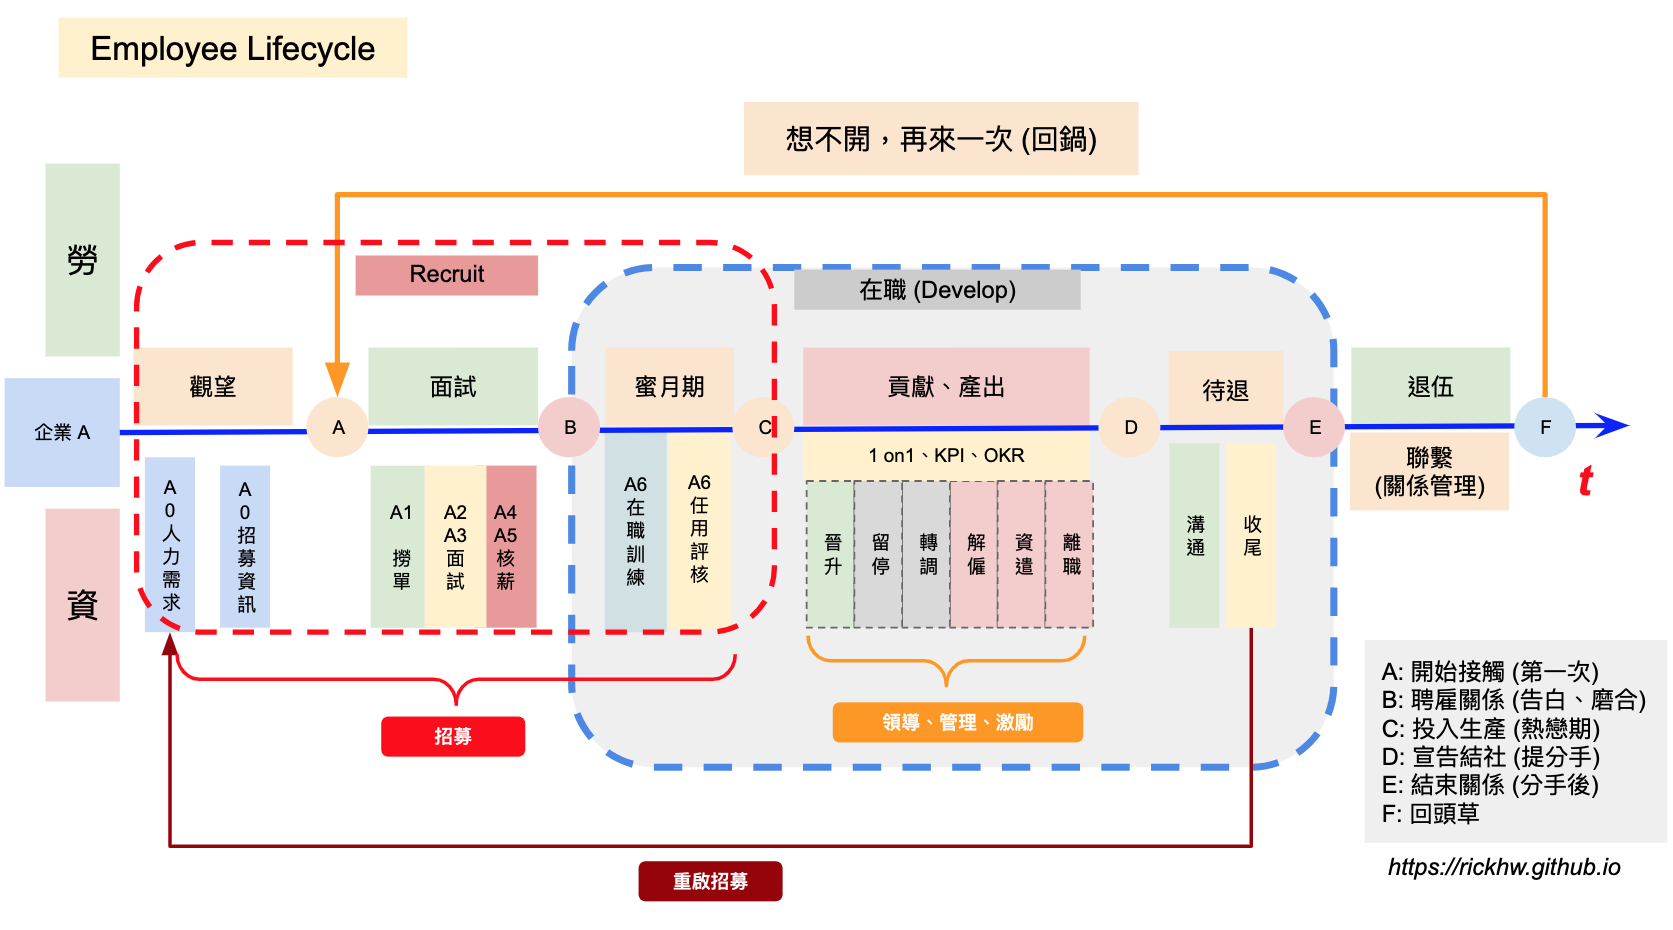 Employee Lifecycle
想不開，再來一次 (回鍋)
勞
Recruit
在職 (Develop)
觀望
面試
蜜月期
貢獻、產出
待退
退伍
企業 A
A
B
C
D
E
F
t
1 on1、KPI、OKR
聯繫
(關係管理)
資
A0人力需求
A0招募資訊
A1 撈單
A2 A3 面試
A4 A5 核薪
A6 在職訓練
A6 任用評核
晉升
留停
轉調
解僱
資遣
離職
溝通
收尾
招募
領導、管理、激勵
重啟招募
A: 開始接觸 (第一次)
B: 聘雇關係 (告白、磨合)
C: 投入生產 (熱戀期)
D: 宣告結社 (提分手)
E: 結束關係 (分手後)
F: 回頭草
https://rickhw.github.io